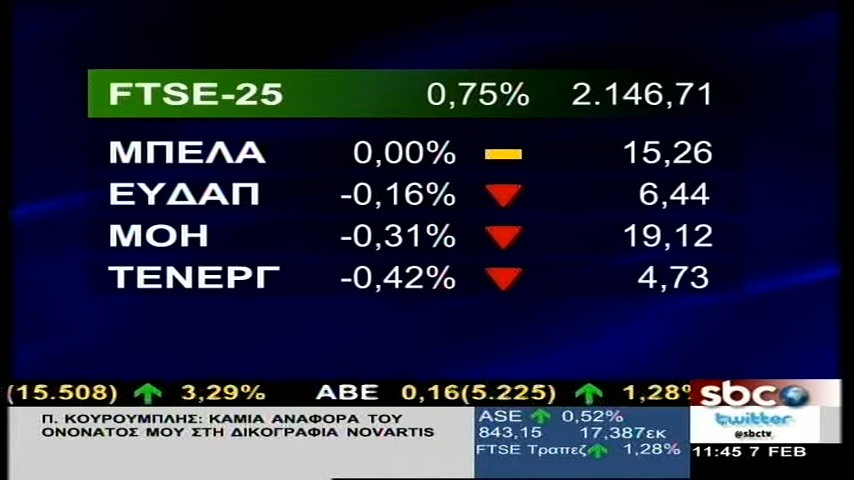 FTSE-25 0,75% 2.146,71
ΜΠΕΛΑ 0,00% 15,26
ΕΥΔΑΠ -0,16% 6,44
ΜΟΗ -0,31% 19,12
ΤΕΝΕΡΓ -0,42% 4,73
(15.508) 3,29% ΑΒΕ 0,16(5.225) 1,28%
sbc
Π. ΚΟΥΡΟΥΜΠΛΗΣ: ΚΑΜΙΑ ΑΝΑΦΟΡΑ ΤΟΥ
ΟΝΟΝΑΤΟΣ ΜΟΥ ΣΤΗ ΔΙΚΟΓΡΑΦΙΑ NOVARTIS
ASE 0,52%
843,15 17,387εκ
FTSE Τραπεζ 1,28%
twitter
@sbctv
11:45 7 FEB